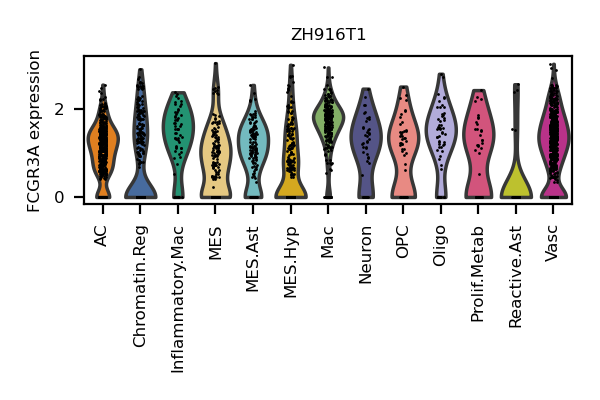 ZH916T1
FCGR3A expression
2
0
AC
Chromatin.Reg
Inflammatory.Mac
MES
MES.Ast
MES.Hyp
Mac
Neuron
OPC
Oligo
Prolif.Metab
Reactive.Ast
Vasc